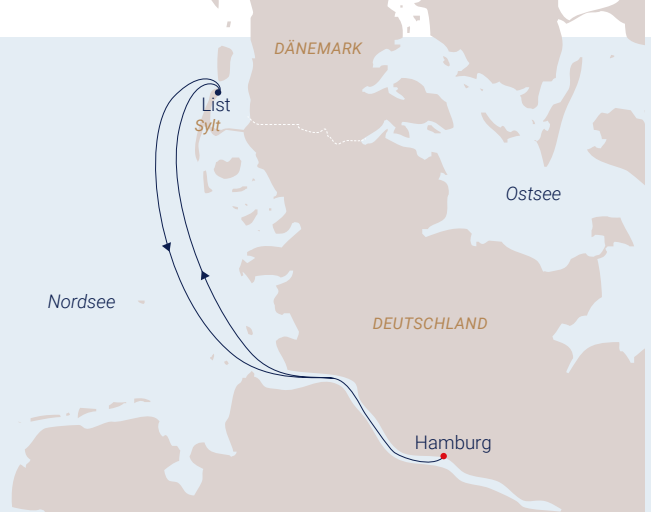 DÄNEMARK
List
Sylt
Ostsee
Nordsee
DEUTSCHLAND
Hamburg